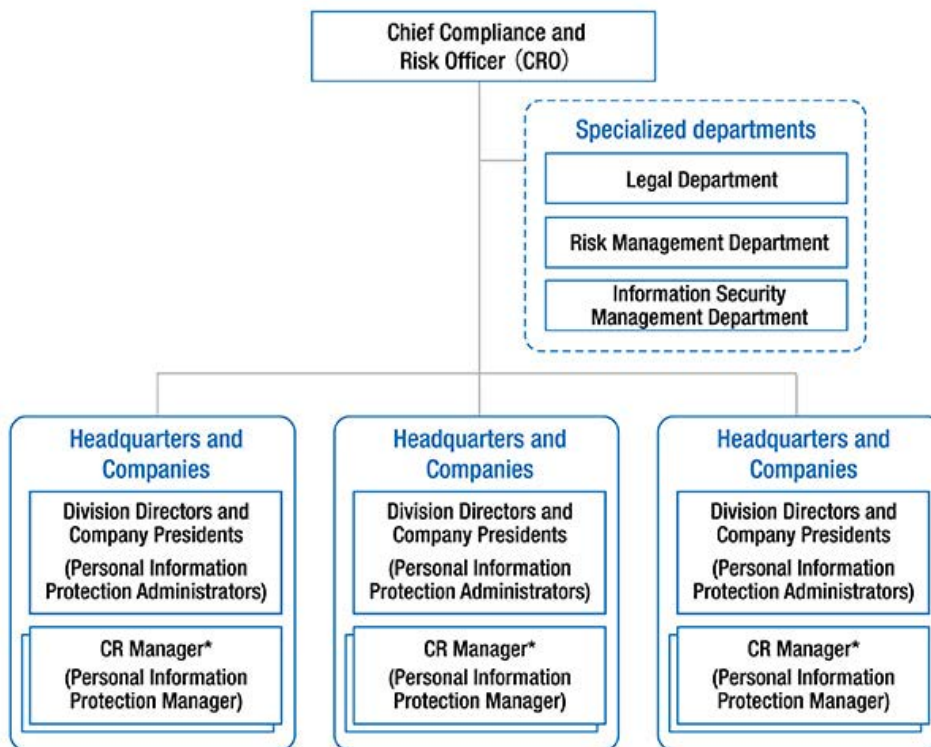 Chief Compliance and
Risk Officer（CRO）
Specialized departments
Legal Department
Risk Management Department
Information Security
Management Department
Headquarters and
Companies
Division Directors and
Company Presidents
(Personal Information
Protection Administrators)
CR Manager*
(Personal Information
Protection Manager)
Headquarters and
Companies
Division Directors and
Company Presidents
(Personal Information
Protection Administrators)
CR Manager*
(Personal Information
Protection Manager)
Headquarters and
Companies
Division Directors and
Company Presidents
(Personal Information
Protection Administrators)
CR Manager*
(Personal Information
Protection Manager)